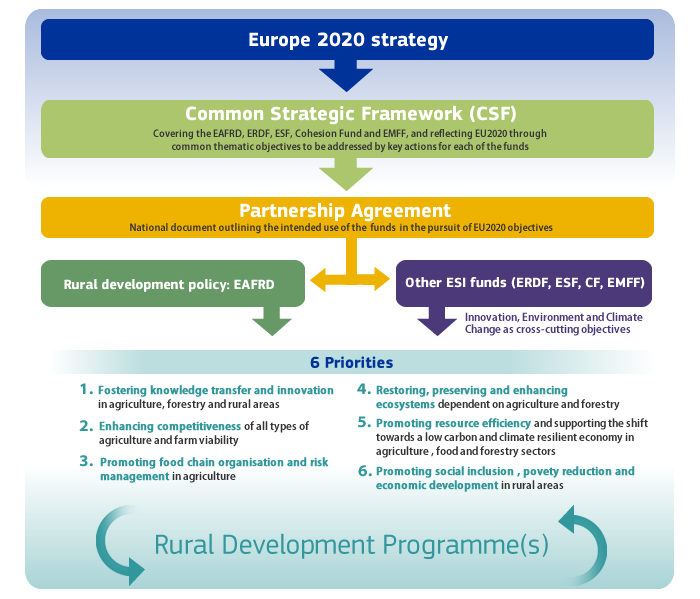 Europe 2020 strategy
Common Strategic Framework (CSF)
Covering the EAFRD, ERDF, ESF, Cohesion Fund and EMFF, and reflecting EU2020 through
common thematic objectives to be addressed by key actions for each of the funds
Partnership Agreement
National document outlining the intended use of the funds in the pursuit of EU2020 objectives
Rural development policy: EAFRD
Other ESI funds (ERDF, ESF, CF, EMFF)
Innovation, Environment and Climate
Change as cross-cutting objectives
6 Priorities
1. Fostering knowledge transfer and innovation
in agriculture, forestry and rural areas
2. Enhancing competitiveness of all types of
agriculture and farm viability
3. Promoting food chain organisation and risk
management in agriculture
4. Restoring, preserving and enhancing
ecosystems dependent on agriculture and forestry
5. Promoting resource efficiency and supporting the shift
towards a low carbon and climate resilient economy in
agriculture , food and forestry sectors
6. Promoting social inclusion , povety reduction and
economic development in rural areas
Rural Development Programme(s)